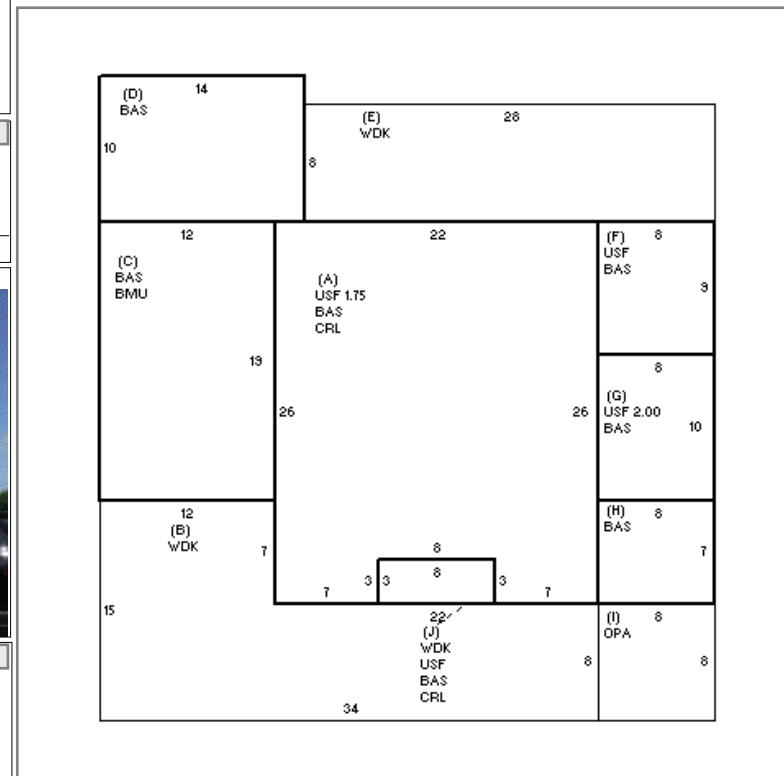 14
(D)
BAS
10
(E)
WDK
28
8
12
(C)
BAS
BMU
19
22
(A)
USF 1.75
BAS
CRL
26
26
(F)
USF
BAS
8
9
8
(G)
USF 2.00
BAS
10
12
(B)
WDK
7
15
8
8
3
3
3
7
7
(H)
BAS
8
7
22
(J)
WDK
USF
BAS
CRL
8
34
(I)
OPA
8
8